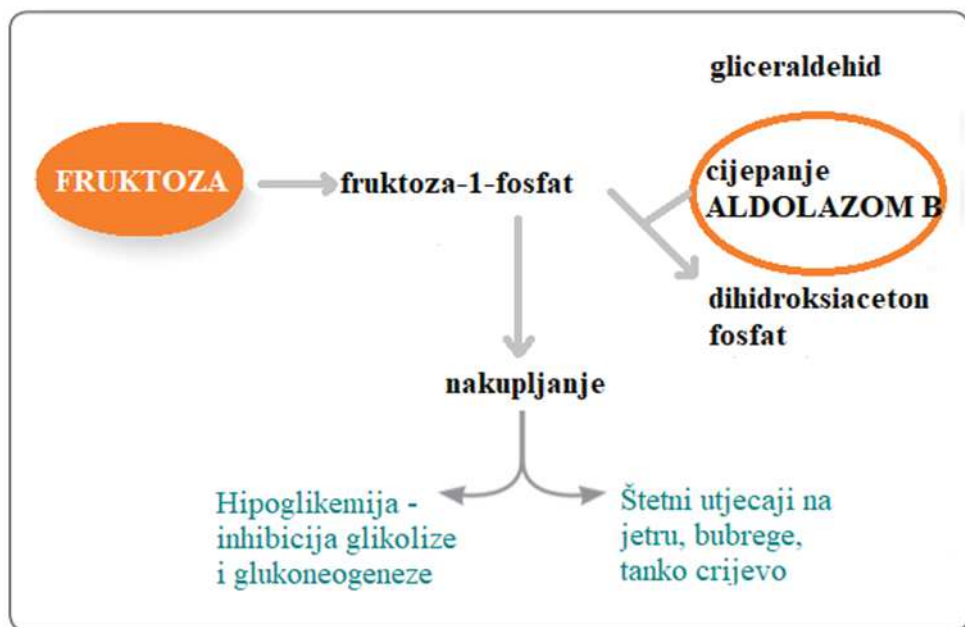 gliceraldehid
FRUKTOZA
fruktoza-1-fosfat
cijepanje
ALDOLAZOM B
dihidroksiaceton
fosfat
nakupljanje
Hipoglikemija -
inhibicija glikolize
i glukoneogeneze
Štetni utjecaji na
jetru, bubrege,
tanko crijevo